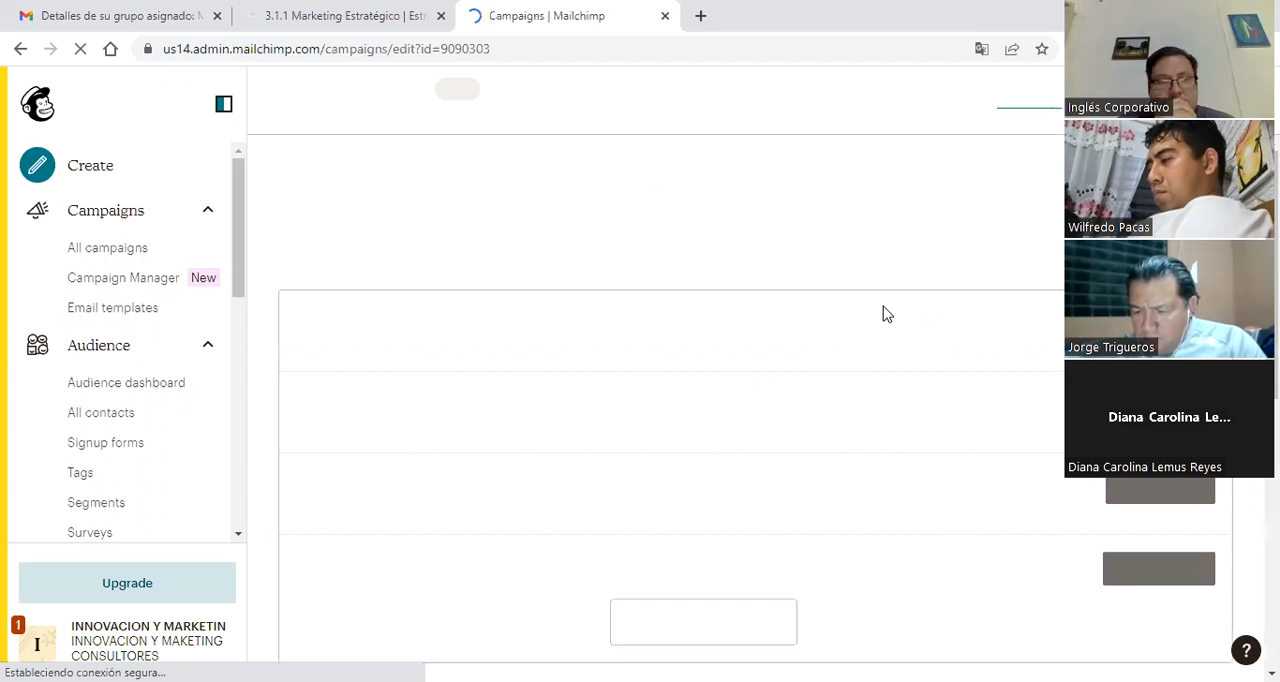 Detalles de su grupo asignado: M
3.1.1 Marketing Estratégico | Est
Campaigns | Mailchimp
us14.admin.mailchimp.com/campaigns/edit?id=9090303
Create
Campaigns
All campaigns
Campaign Manager New
Email templates
Audience
Audience dashboard
All contacts
Signup forms
Tags
Segments
Surveys
Upgrade
1
I
INNOVACION Y MARKETIN
INNOVACION Y MAKETING
CONSULTORES
Estableciendo conexión segura...
?
Inglés Corporativo
Wilfredo Pacas
Jorge Trigueros
Diana Carolina Le...
Diana Carolina Lemus Reyes